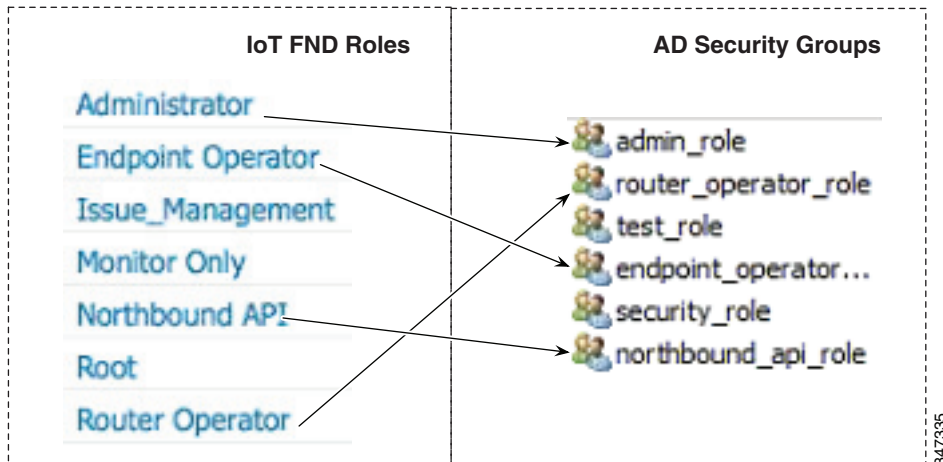 IoT FND Roles
Administrator
Endpoint Operator
Issue_Management
Monitor Only
Northbound API
Root
Router Operator
AD Security Groups
admin_role
router_operator_role
test_role
endpoint_operator...
security_role
northbound_api_role
347335